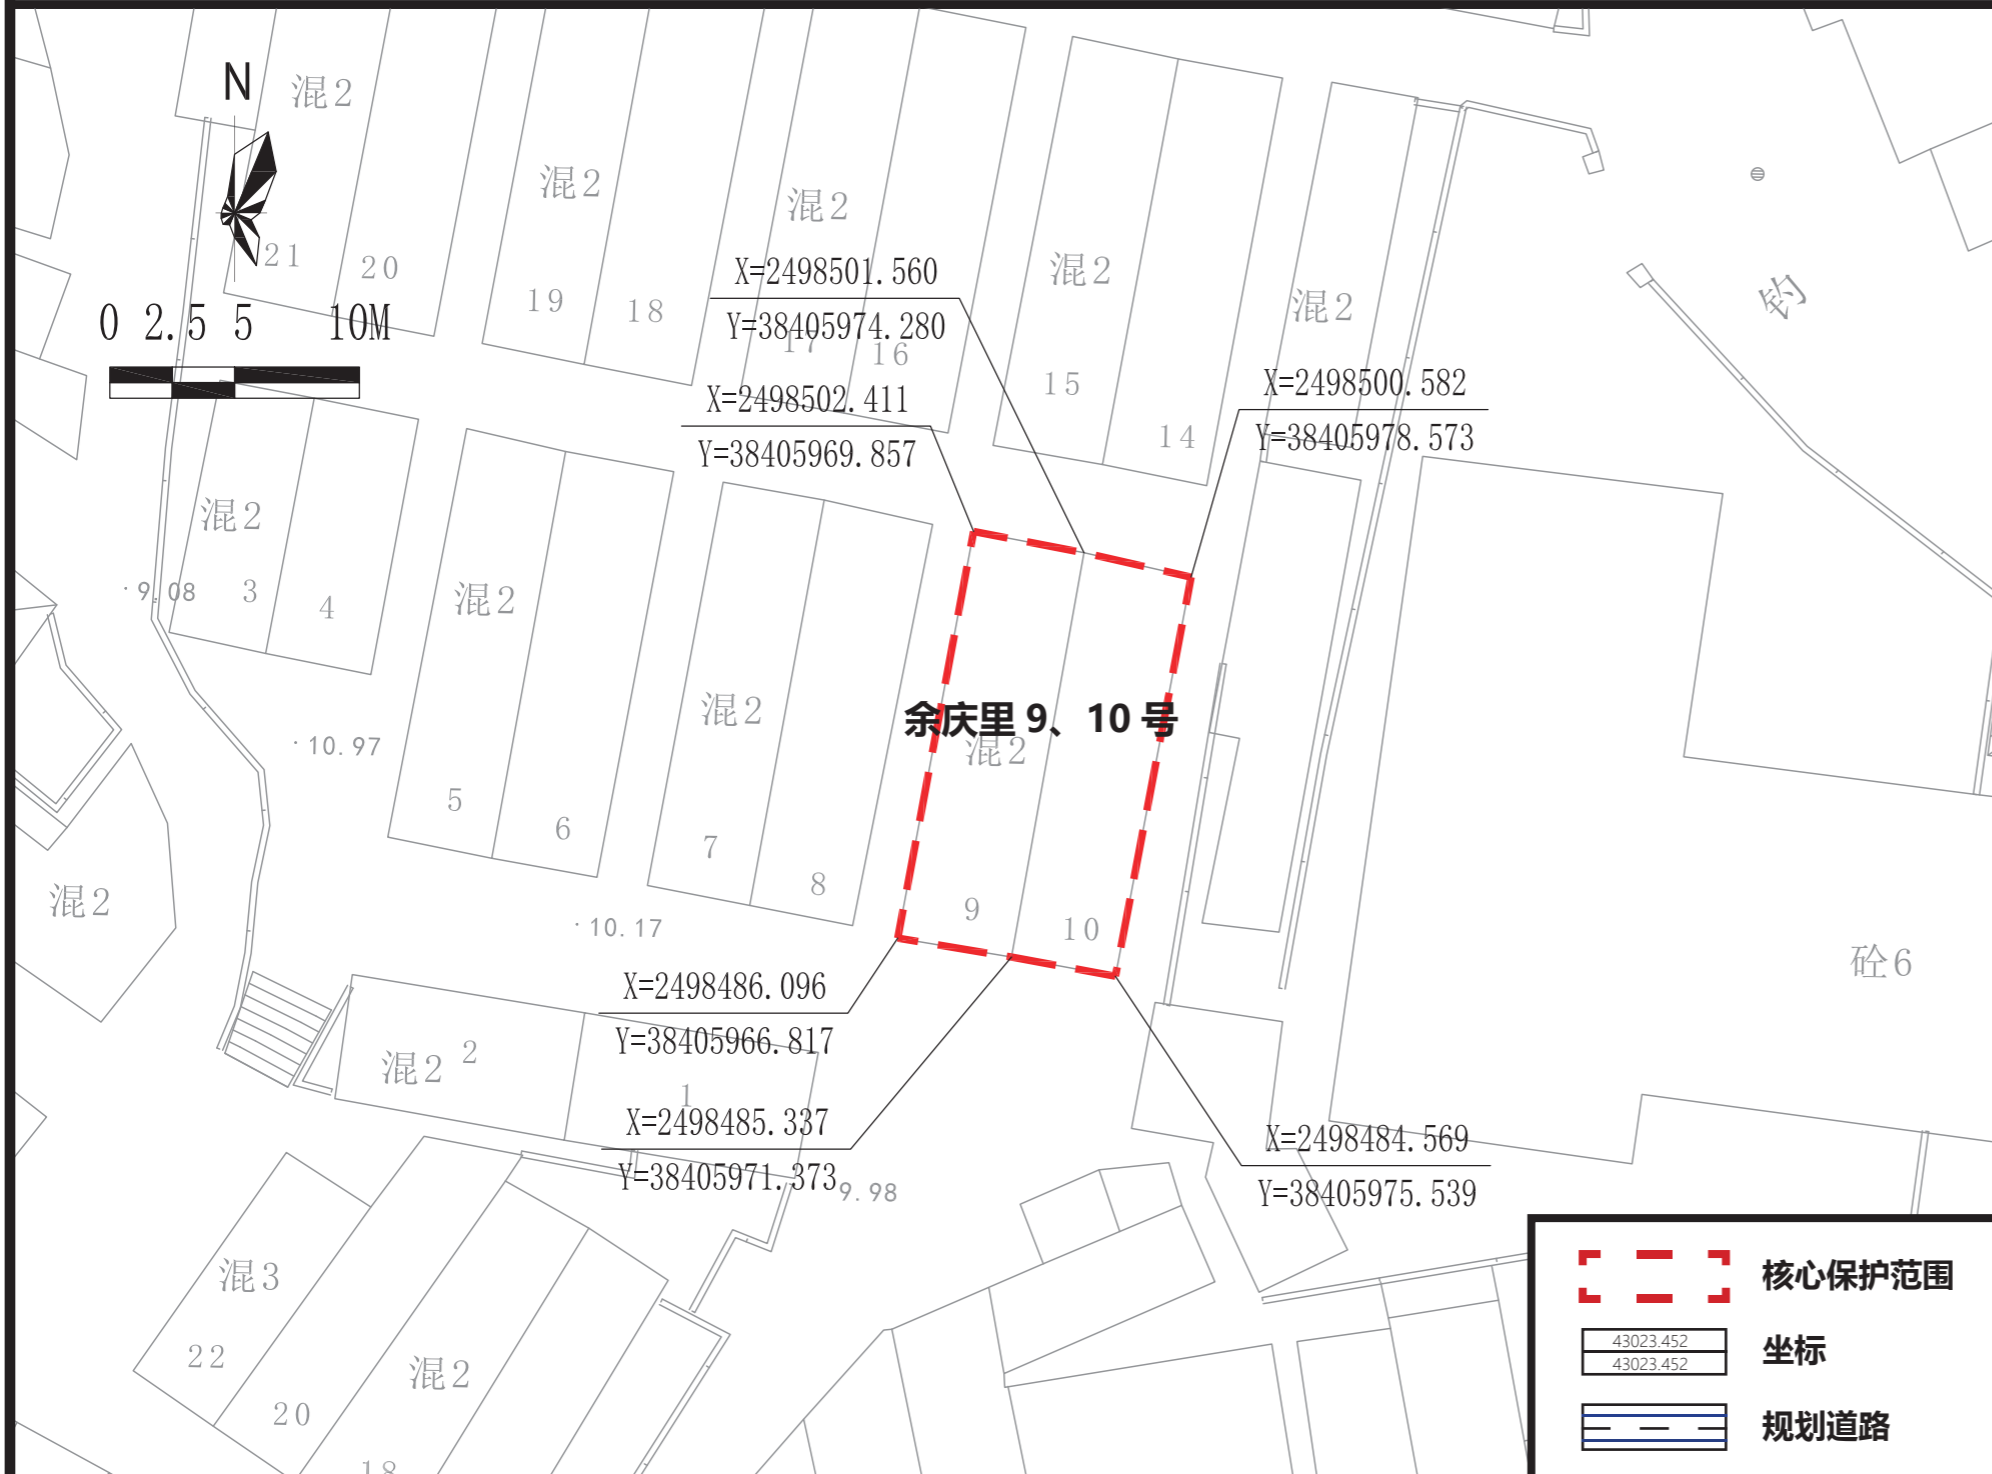 N
混2
混2
混2
21
20
混2
混2
钓
X=2498501.560
Y=38405974.280
19
18
17
16
0 2.5 5 10M
15
14
X=2498502.411
Y=38405969.857
X=2498500.582
Y=38405978.573
混2
混2
·9.08
3
4
混2
余庆里 9、10 号
混2
·10.97
5
6
7
8
9
10
混2
·10.17
砼6
X=2498486.096
Y=38405966.817
混2
2
1
X=2498485.337
Y=38405971.373
9.98
X=2498484.569
Y=38405975.539
混3
22
混2
20
18
核心保护范围
43023.452
43023.452
坐标
规划道路